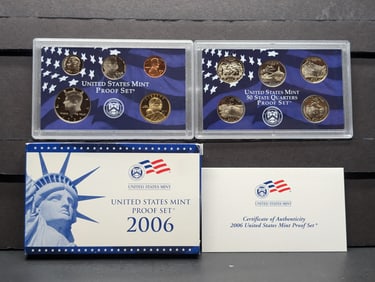 UNITED STATES MINT
PROOF SET
UNITED STATES MINT
50 STATE QUARTERS
PROOF SET
UNITED STATES MINT
UNITED STATES MINT
PROOF SET
2006
UNITED STATES MINT
Certificate of Authenticity
2006 United States Mint Proof Set